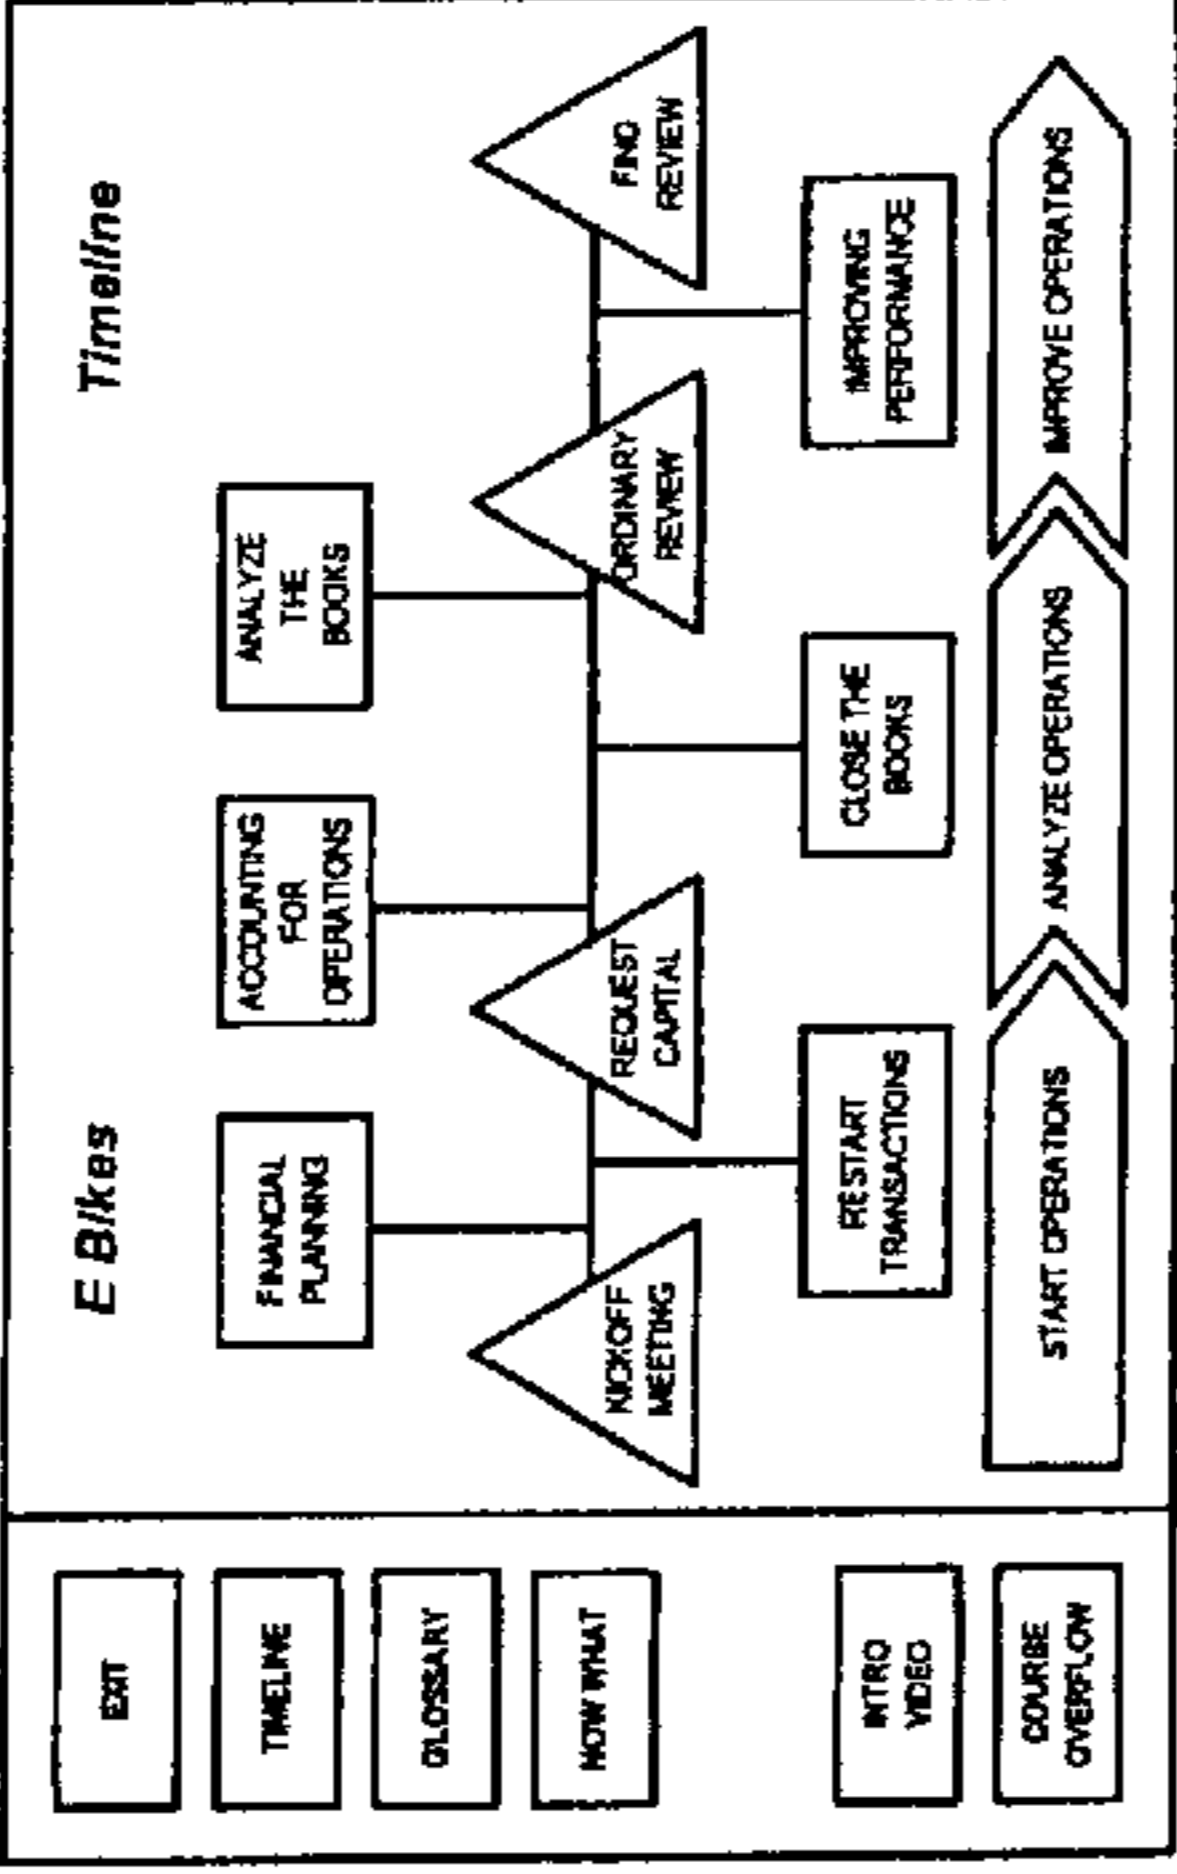 E Bikes
Timeline
EXIT
TIMELINE
GLOSSARY
NOW WHAT
INTRO
VIDEO
COURBE
OVERFLOW
FINANCIAL
PLANNING
ACCOUNTING
FOR
OPERATIONS
ANALYZE
THE
BOOKS
KICKOFF
MEETING
REQUEST
CAPITAL
ORDINARY
REVIEW
FINO
REVIEW
RESTART
TRANSACTIONS
CLOSE THE
BOOKS
IMPROVING
PERFORMANCE
START OPERATIONS
ANALYZE OPERATIONS
IMPROVE OPERATIONS